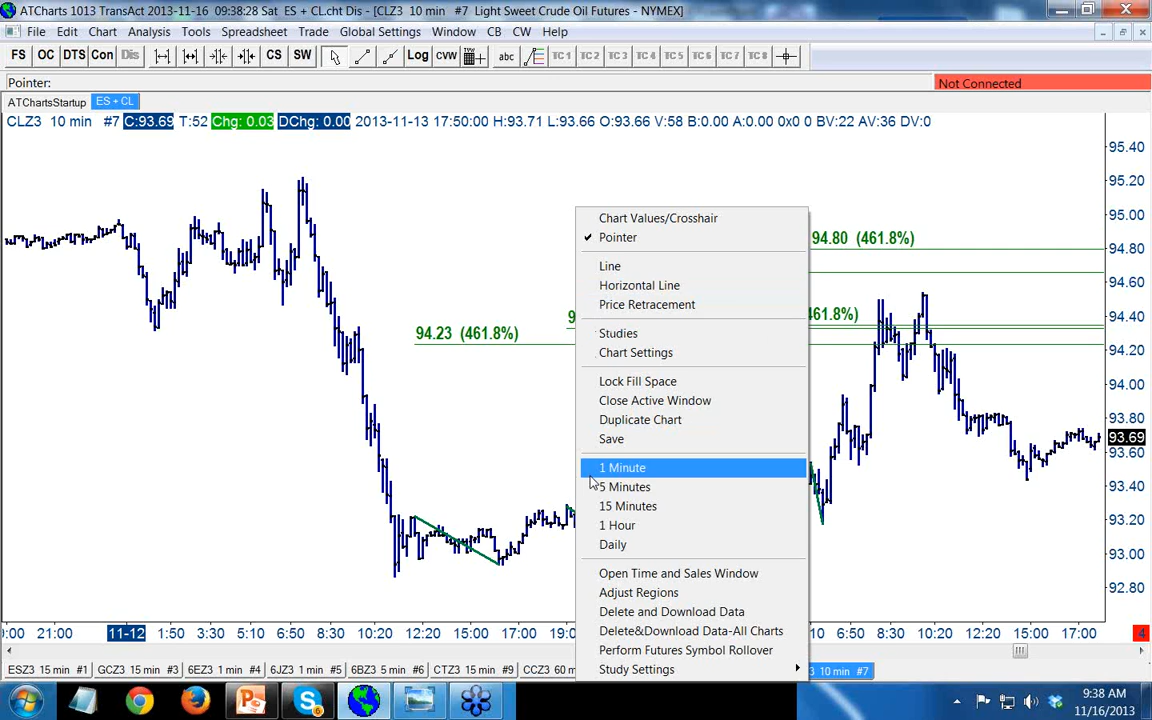 ATCharts 1013 TransAct 2013-11-16 09:38:28 Sat ES + CL.cht Dis - [CLZ3 10 min #7 Light Sweet Crude Oil Futures - NYMEX]
File Edit Chart Analysis Tools Spreadsheet Trade Global Settings Window CB CW Help
FS OC DTS Con Dis CS SW Log CVW abc TC1 TC2 TC3 TC4 TC5 TC6 TC7 TC8
Pointer: Not Connected
ATChartsStartup ES + CL
CLZ3 10 min #7 C:93.69 T:52 Chg: 0.03 DChg: 0.00 2013-11-13 17:50:00 H:93.71 L:93.66 O:93.66 V:58 B:0.00 A:0.00 0x0 0 BV:22 AV:36 DV:0
95.40
95.20
95.00
94.80
94.60
94.40
94.20
94.00
93.80
93.69
93.60
93.40
93.20
93.00
92.80
94.80 (461.8%)
461.8%)
94.23 (461.8%)
9
Chart Values/Crosshair
Pointer
Line
Horizontal Line
Price Retracement
Studies
Chart Settings
Lock Fill Space
Close Active Window
Duplicate Chart
Save
1 Minute
5 Minutes
15 Minutes
1 Hour
Daily
Open Time and Sales Window
Adjust Regions
Delete and Download Data
Delete&Download Data-All Charts
Perform Futures Symbol Rollover
Study Settings
9:00 21:00 11-12 1:50 3:30 5:10 6:50 8:30 10:20 15:00 17:00 19:0 10 6:50 8:30 10:20 15:00 17:00 4
ESZ3 15 min #1 GCZ3 15 min #3 6EZ3 15 min #4 6JZ3 1 min #5 6BZ3 5 min #6 CTZ3 15 min #9 CCZ3 60 m 3 10 min #7
9:38 AM
11/16/2013